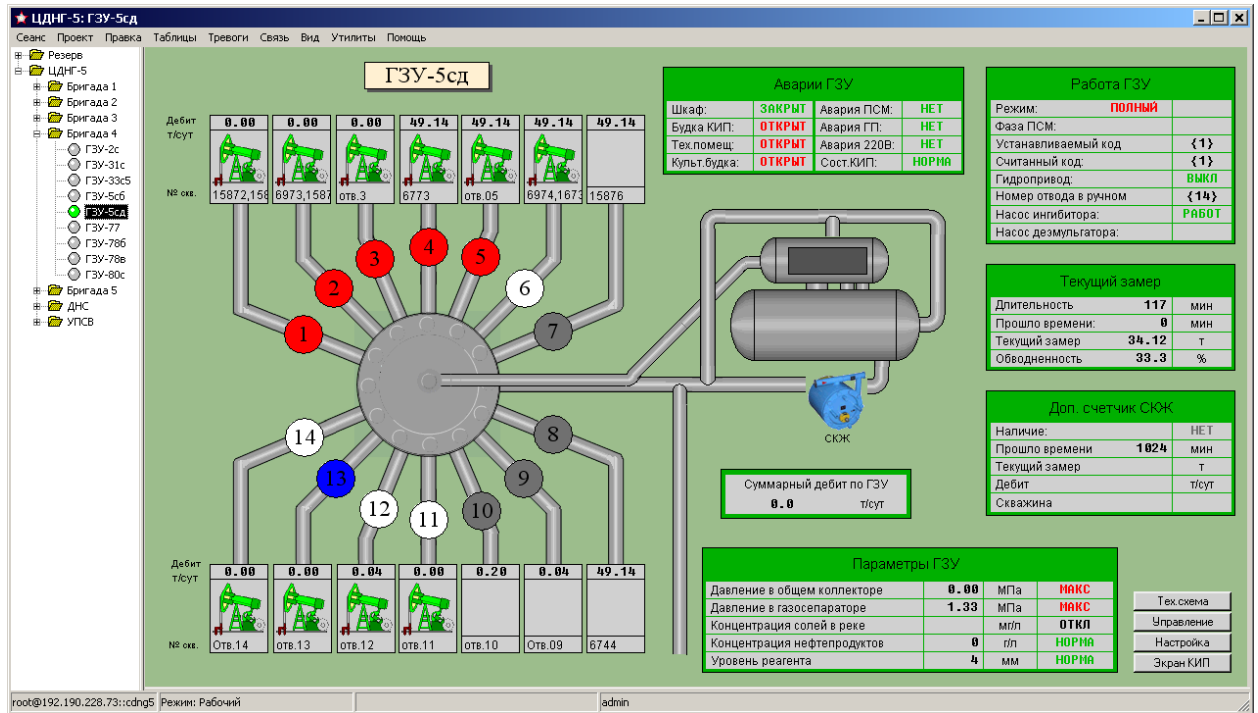 ЦДНГ-5: ГЗУ-5сд
Сеанс Проект Правка Таблицы Тревоги Связь Вид Утилиты Помощь
Резерв
ЦДНГ-5
Бригада 1
Бригада 2
Бригада 3
Бригада 4
ГЗУ-2с
ГЗУ-31с
ГЗУ-33с5
ГЗУ-5сб
ГЗУ-5сд
ГЗУ-77
ГЗУ-78б
ГЗУ-78в
ГЗУ-80с
Бригада 5
ДНС
УПСВ
ГЗУ-5сд
Дебит
т/сут
0.00 0.00 0.00 49.14 49.14 49.14 49.14
№ скв.
15872,158 6973,1587 отв.3 6773 отв.05 6974,1673 15876
1
2
3
4
5
6
7
8
9
10
11
12
13
14
Дебит
т/сут
0.00 0.00 0.04 0.00 0.20 0.04 49.14
№ скв.
Отв.14 отв.13 отв.12 отв.11 отв.10 Отв.09 6744
Аварии ГЗУ
Шкаф: ЗАКРЫТ Авария ПСМ: НЕТ
Будка КИП: ОТКРЫТ Авария ГП: НЕТ
Тех.помещ: ОТКРЫТ Авария 220В: НЕТ
Культ.будка: ОТКРЫТ Сост.КИП: НОРМА
СКЖ
Суммарный дебит по ГЗУ
0.0 т/сут
Работа ГЗУ
Режим: ПОЛНЫЙ
Фаза ПСМ:
Устанавливаемый код {1}
Считанный код: {1}
Гидропривод: ВЫКЛ
Номер отвода в ручном {14}
Насос ингибитора: РАБОТ
Насос деэмульгатора:
Текущий замер
Длительность 117 мин
Прошло времени: 0 мин
Текущий замер 34.12 т
Обводненность 33.3 %
Доп. счетчик СКЖ
Наличие: НЕТ
Прошло времени 1024 мин
Текущий замер т
Дебит т/сут
Скважина
Параметры ГЗУ
Давление в общем коллекторе 0.00 МПа МАКС
Давление в газосепараторе 1.33 МПа МАКС
Концентрация солей в реке мг/л ОТКЛ
Концентрация нефтепродуктов 0 г/л НОРМА
Уровень реагента 4 мм НОРМА
Тех.схема
Управление
Настройка
Экран КИП
root@192.190.228.73::cdng5 Режим: Рабочий admin